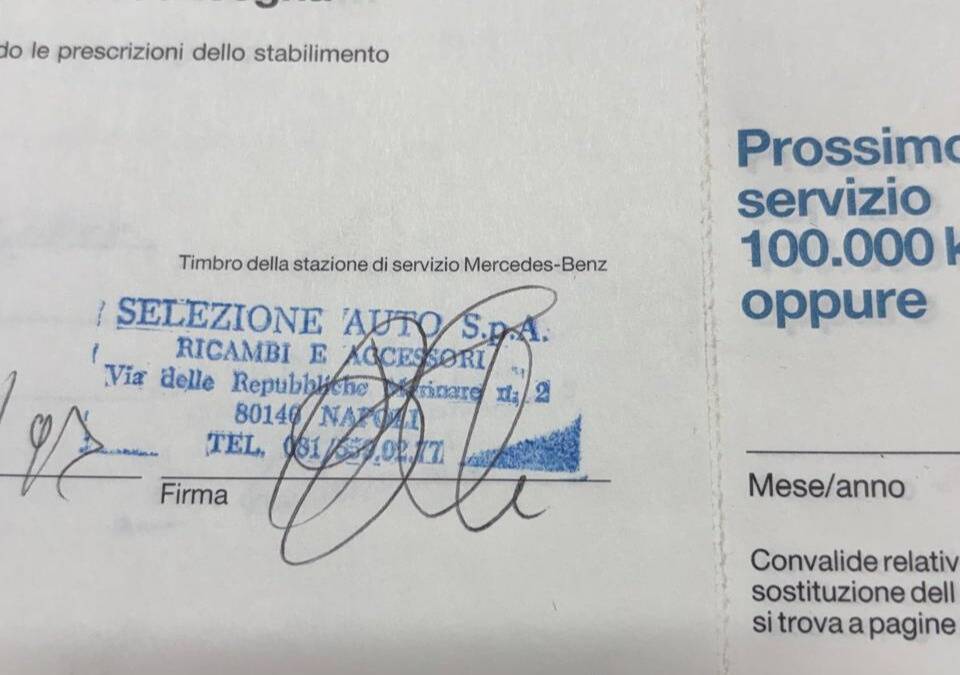 do le prescrizioni dello stabilimento
Timbro della stazione di servizio Mercedes-Benz
SELEZIONE AUTO S.p.A.
RICAMBI E ACCESSORI
Via delle Repubbliche Marinare n. 2
80146 NAPOLI
TEL. 081/
Firma
Prossimo
servizio
100.000 k
oppure
Mese/anno
Convalide relativ
sostituzione dell
si trova a pagine